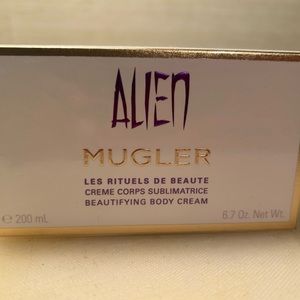 ALIEN
MUGLER
LES RITUELS DE BEAUTE
CREME CORPS SUBLIMATRICE
BEAUTIFYING BODY CREAM
℮ 200 mL 6.7 Oz. Net Wt.